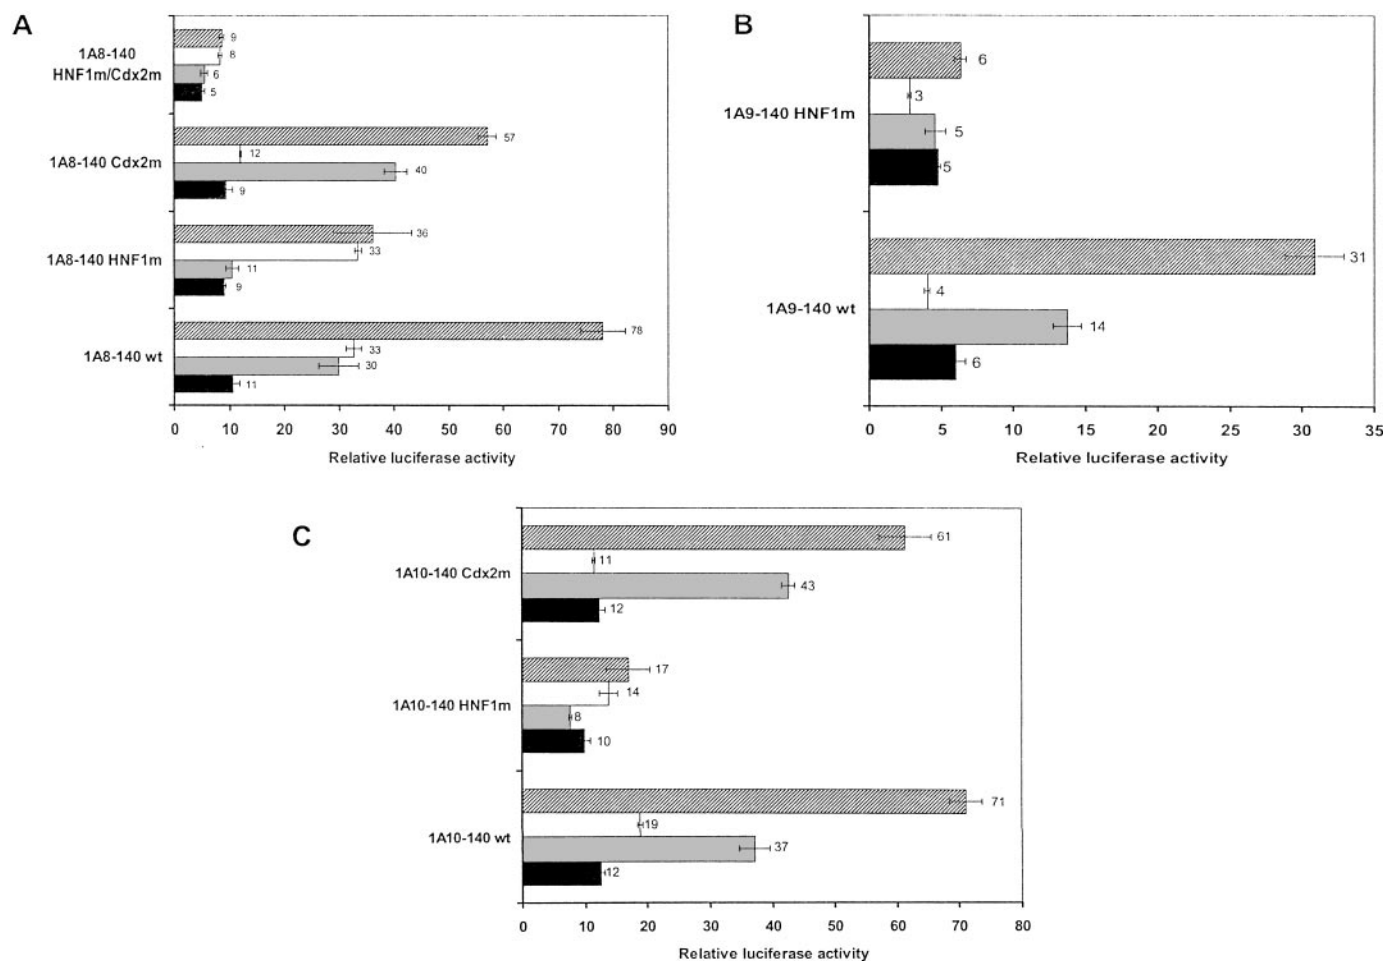 A
1A8-140
HNF1m/Cdx2m
9
8
6
5
1A8-140 Cdx2m
57
12
40
9
1A8-140 HNF1m
36
33
11
9
1A8-140 wt
78
33
30
11
0 10 20 30 40 50 60 70 80 90
Relative luciferase activity
B
1A9-140 HNF1m
6
3
5
5
1A9-140 wt
31
4
14
6
0 5 10 15 20 25 30 35
Relative luciferase activity
C
1A10-140 Cdx2m
61
11
43
12
1A10-140 HNF1m
17
14
8
10
1A10-140 wt
71
19
37
12
0 10 20 30 40 50 60 70 80
Relative luciferase activity